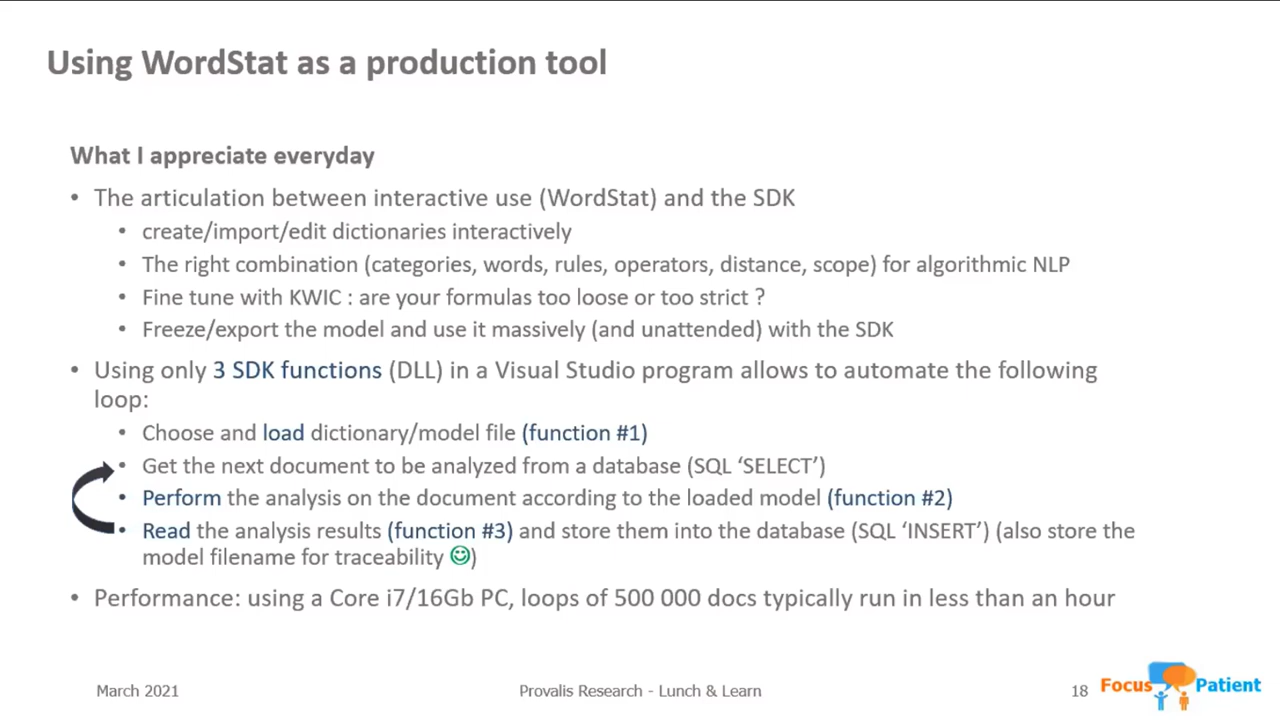 Using WordStat as a production tool
What I appreciate everyday
• The articulation between interactive use (WordStat) and the SDK
• create/import/edit dictionaries interactively
• The right combination (categories, words, rules, operators, distance, scope) for algorithmic NLP
• Fine tune with KWIC : are your formulas too loose or too strict ?
• Freeze/export the model and use it massively (and unattended) with the SDK
• Using only 3 SDK functions (DLL) in a Visual Studio program allows to automate the following
loop:
• Choose and load dictionary/model file (function #1)
• Get the next document to be analyzed from a database (SQL ‘SELECT’)
• Perform the analysis on the document according to the loaded model (function #2)
• Read the analysis results (function #3) and store them into the database (SQL ‘INSERT’) (also store the
model filename for traceability ☺)
• Performance: using a Core i7/16Gb PC, loops of 500 000 docs typically run in less than an hour
March 2021
Provalis Research - Lunch & Learn
18
Focus Patient